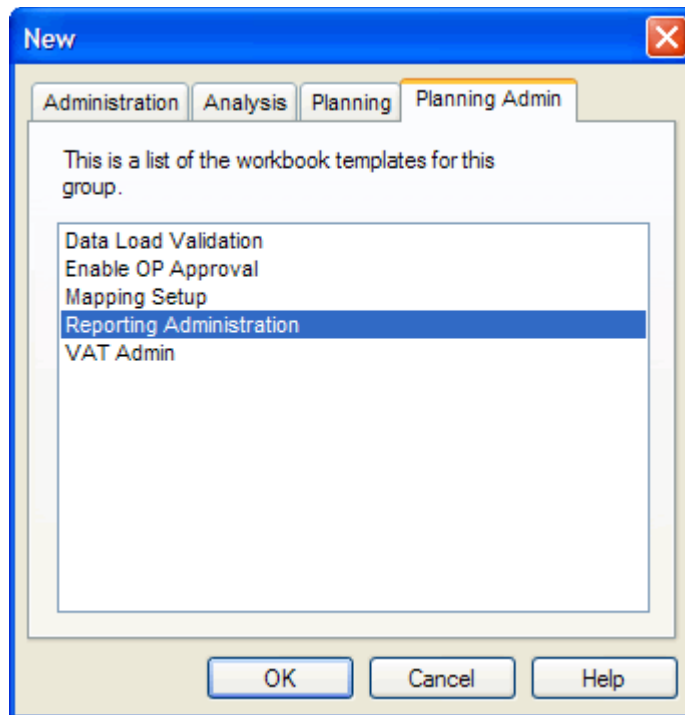 New
Administration Analysis Planning Planning Admin
This is a list of the workbook templates for this
group.
Data Load Validation
Enable OP Approval
Mapping Setup
Reporting Administration
VAT Admin
OK Cancel Help